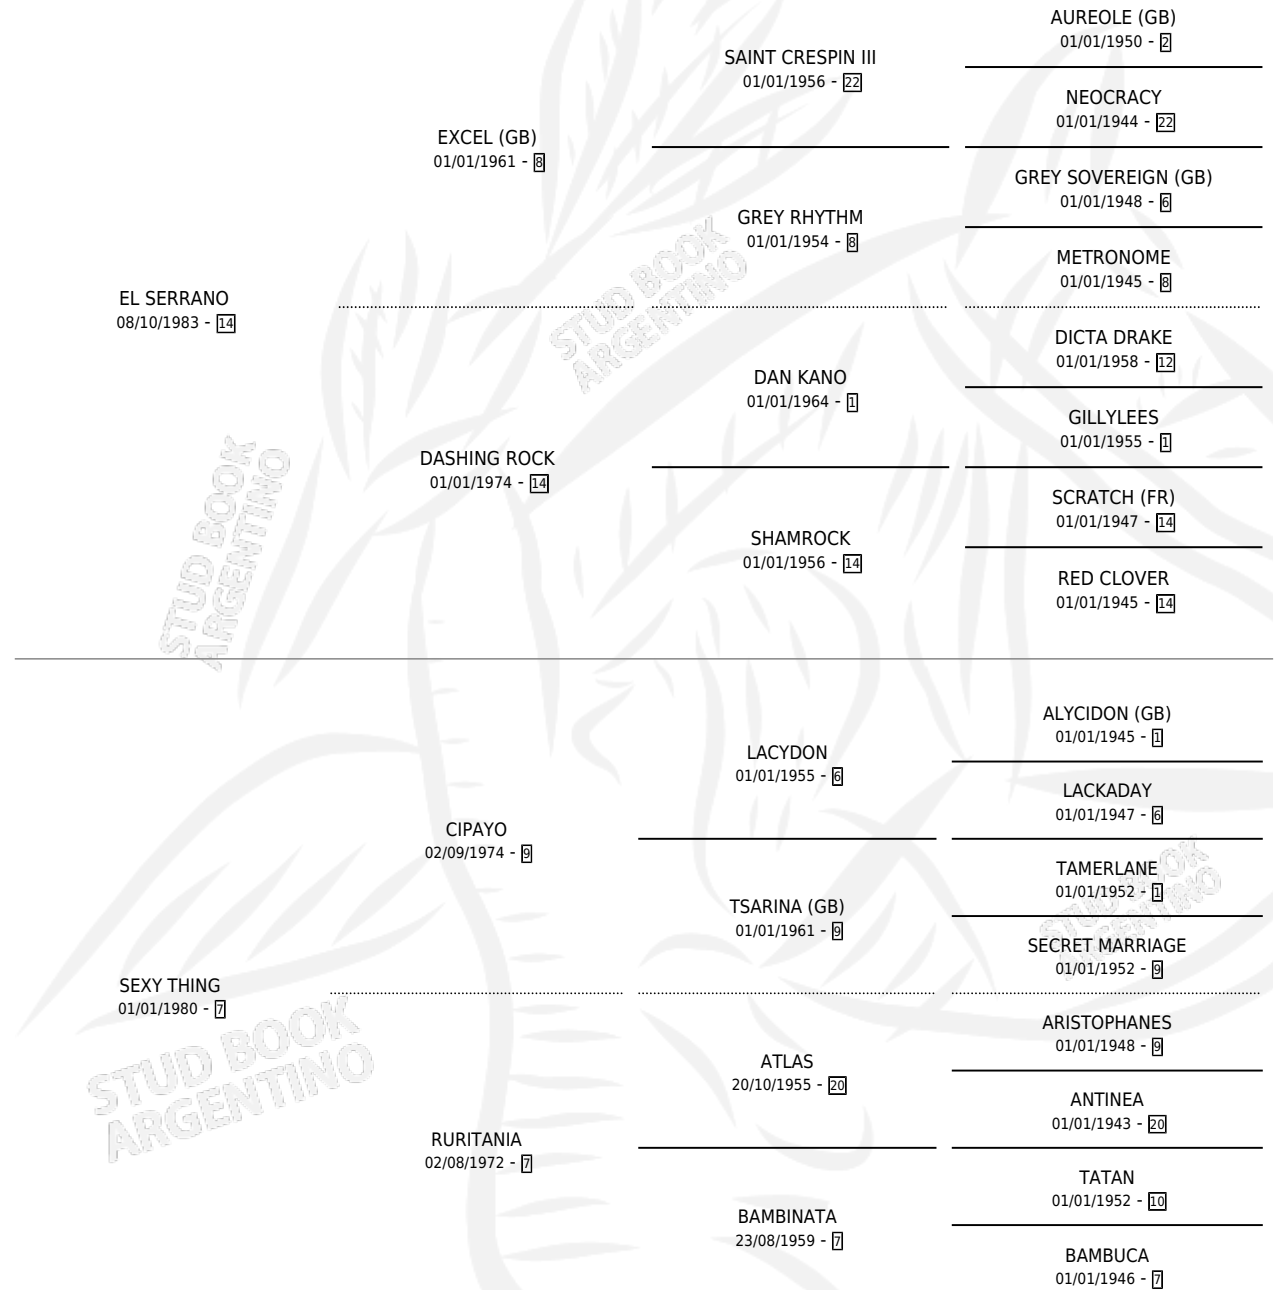 AUREOLE (GB)
01/01/1950 - 2
SAINT CRESPIN III
01/01/1956 - 22
NEOCRACY
01/01/1944 - 22
EXCEL (GB)
01/01/1961 - 8
GREY SOVEREIGN (GB)
01/01/1948 - 6
GREY RHYTHM
01/01/1954 - 8
METRONOME
01/01/1945 - 8
EL SERRANO
08/10/1983 - 14
DICTA DRAKE
01/01/1958 - 12
DAN KANO
01/01/1964 - 1
GILLYLEES
01/01/1955 - 1
DASHING ROCK
01/01/1974 - 14
SCRATCH (FR)
01/01/1947 - 14
SHAMROCK
01/01/1956 - 14
RED CLOVER
01/01/1945 - 14
ALYCIDON (GB)
01/01/1945 - 1
LACYDON
01/01/1955 - 6
LACKADAY
01/01/1947 - 6
CIPAYO
02/09/1974 - 9
TAMERLANE
01/01/1952 - 1
TSARINA (GB)
01/01/1961 - 9
SECRET MARRIAGE
01/01/1952 - 9
SEXY THING
01/01/1980 - 7
ARISTOPHANES
01/01/1948 - 9
ATLAS
20/10/1955 - 20
ANTINEA
01/01/1943 - 20
RURITANIA
02/08/1972 - 7
TATAN
01/01/1952 - 10
BAMBINATA
23/08/1959 - 7
BAMBUCA
01/01/1946 - 7
STUD BOOK
ARGENTINO
STUD BOOK
ARGENTINO
STUD BOOK
ARGENTINO
STUD BOOK
ARGENTINO